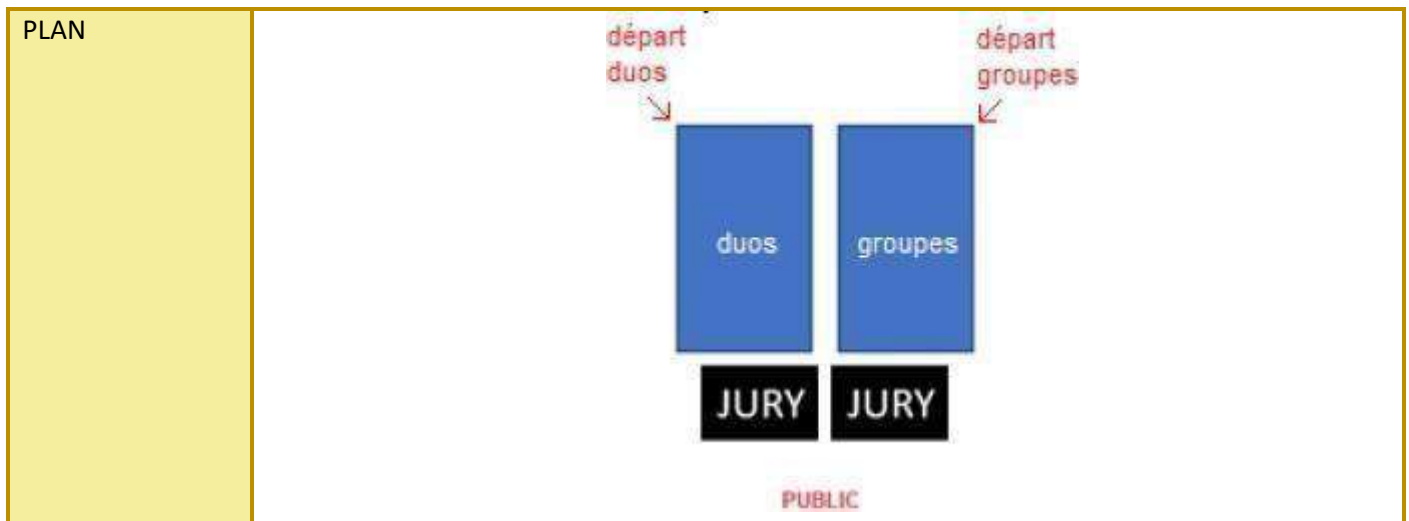 PLAN
départ
duos
départ
groupes
duos
groupes
JURY
JURY
PUBLIC